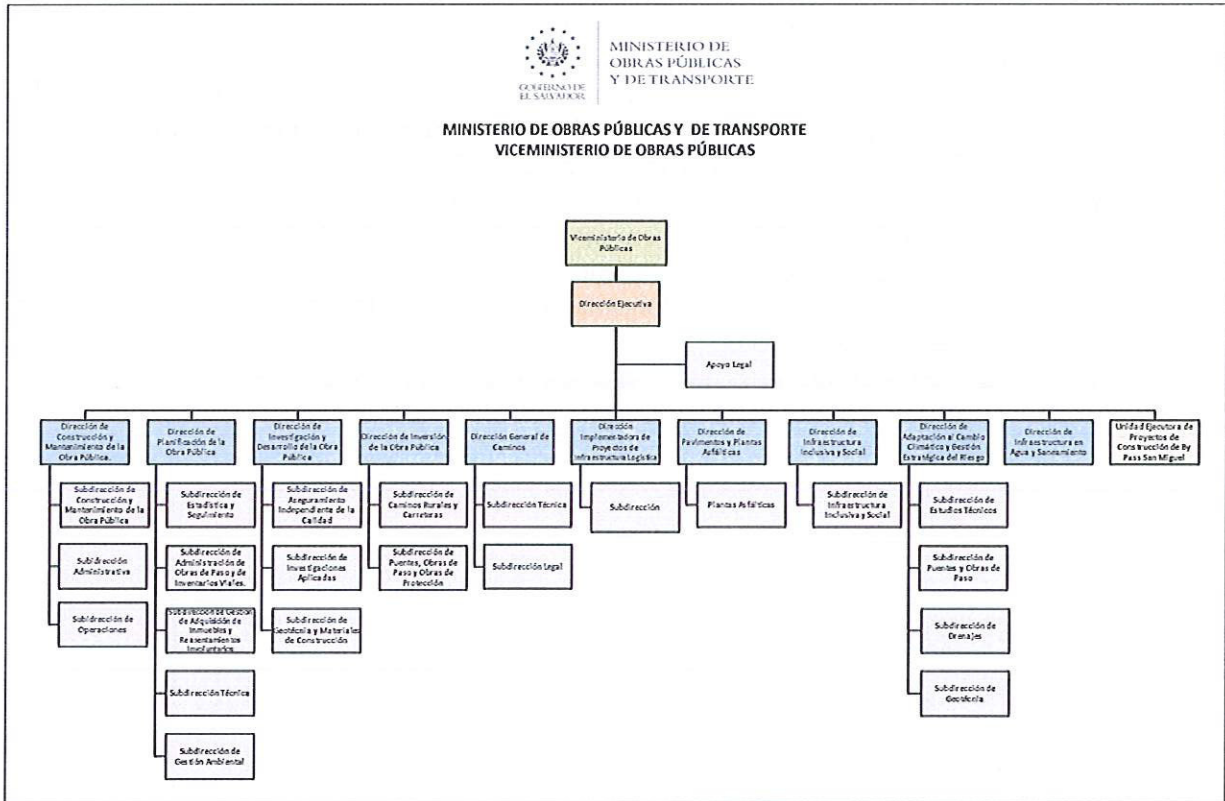 MINISTERIO DE
OBRAS PÚBLICAS
Y DE TRANSPORTE
GOBIERNO DE
EL SALVADOR
MINISTERIO DE OBRAS PÚBLICAS Y DE TRANSPORTE
VICEMINISTERIO DE OBRAS PÚBLICAS
Viceministerio de Obras
Públicas
Dirección Ejecutiva
Apoyo Legal
Dirección de
Construcción y
Mantenimiento de la
Obra Pública.
Dirección de
Planificación de la
Obra Pública
Dirección de
Investigación y
Desarrollo de la Obra
Pública
Dirección de Inversión
de la Obra Pública
Dirección General de
Caminos
Dirección
Implementadora de
Proyectos de
Infraestructura Logística
Dirección de
Pavimentos y Plantas
Asfálticas
Dirección de
Infraestructura
Inclusiva y Social
Dirección de
Adaptación al Cambio
Climático y Gestión
Estratégica del Riesgo
Dirección de
Infraestructura en
Agua y Saneamiento
Unidad Ejecutora de
Proyectos de
Construcción de By
Pass San Miguel
Subdirección de
Construcción y
Mantenimiento de la
Obra Pública
Subdirección de
Estadística y
Seguimiento
Subdirección de
Aseguramiento
Independiente de la
Calidad
Subdirección de
Caminos Rurales y
Carreteras
Subdirección Técnica
Subdirección
Plantas Asfálticas
Subdirección de
Infraestructura
Inclusiva y Social
Subdirección de
Estudios Técnicos
Subdirección
Administrativa
Subdirección de
Administración de
Obras de Paso y de
Inventarios Viales.
Subdirección de
Investigaciones
Aplicadas
Subdirección de
Puentes, Obras de
Paso y Obras de
Protección
Subdirección Legal
Subdirección de
Puentes y Obras de
Paso
Subdirección de
Operaciones
Subdirección de Gestión
de Adquisición de
Inmuebles y
Reasentamientos
Involuntarios
Subdirección de
Geotécnia y Materiales
de Construcción
Subdirección de
Drenajes
Subdirección Técnica
Subdirección de
Geotécnia
Subdirección de
Gestión Ambiental